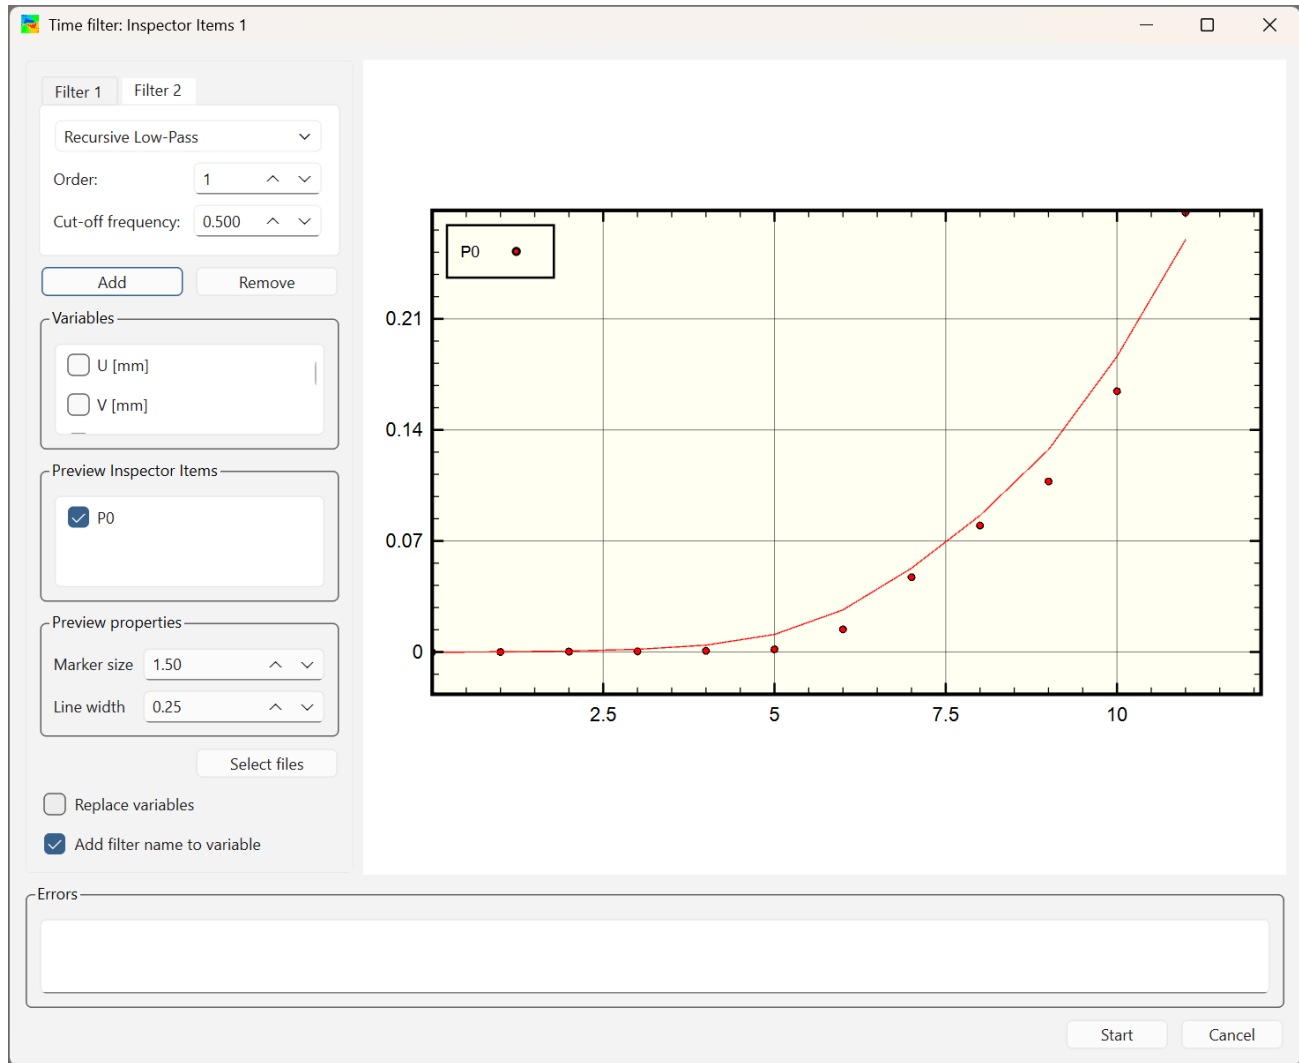 Time filter: Inspector Items 1
Filter 1 Filter 2
Recursive Low-Pass
Order: 1
Cut-off frequency: 0.500
Add Remove
Variables
U [mm]
V [mm]
Preview Inspector Items
P0
Preview properties
Marker size 1.50
Line width 0.25
Select files
Replace variables
Add filter name to variable
P0
0.21
0.14
0.07
0
2.5 5 7.5 10
Errors
Start Cancel